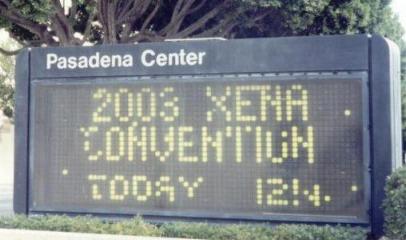 Pasadena Center
2003 XENA
CONVENTION
TODAY